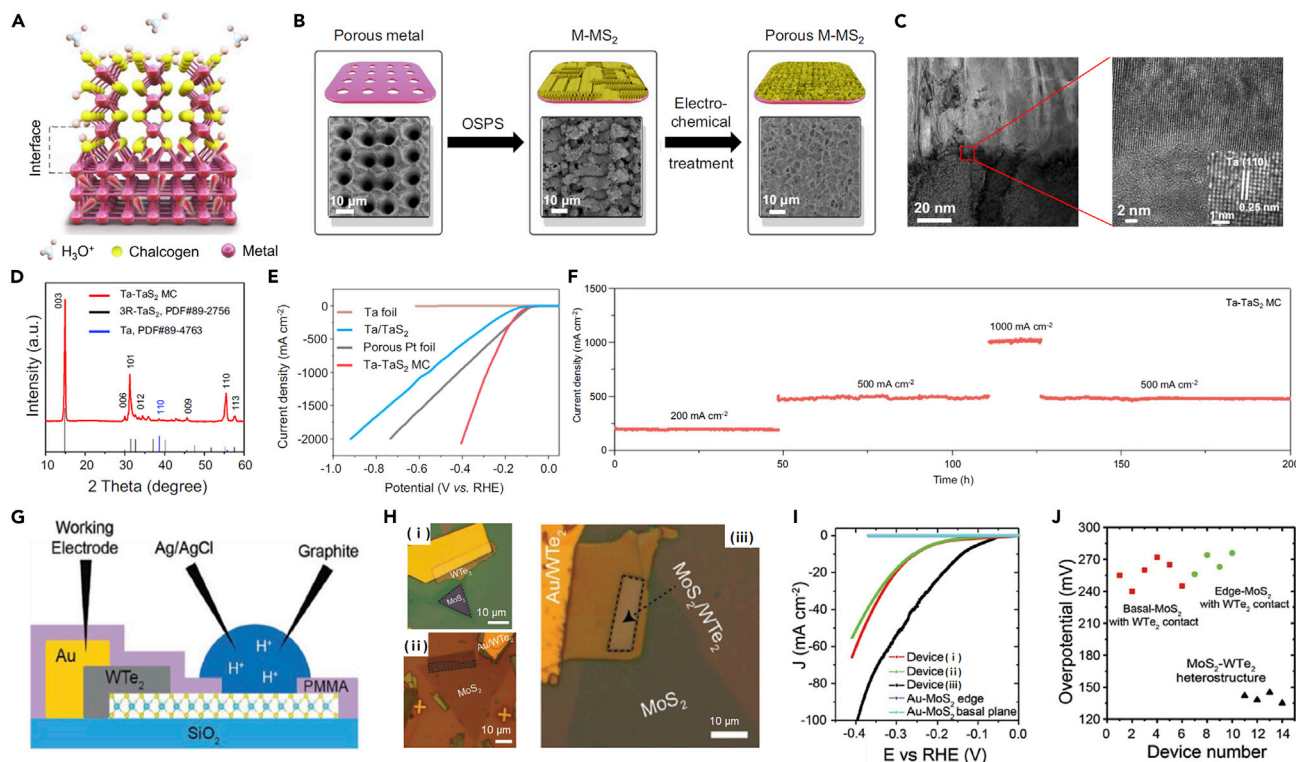 A
Interface
H₃O⁺ Chalcogen Metal
B
Porous metal
10 μm
OSPS
M-MS₂
10 μm
Electro-
chemical
treatment
Porous M-MS₂
10 μm
C
20 nm
2 nm
Ta (110)
0.25 nm
1 nm
D
Intensity (a.u.)
Ta-TaS₂ MC
3R-TaS₂, PDF#89-2756
Ta, PDF#89-4763
003
006
101
012
110
009
110
113
10 20 30 40 50 60
2 Theta (degree)
E
Current density (mA cm⁻²)
0
-500
-1000
-1500
-2000
Ta foil
Ta/TaS₂
Porous Pt foil
Ta-TaS₂ MC
-1.0 -0.8 -0.6 -0.4 -0.2 0.0
Potential (V vs. RHE)
F
Current density (mA cm⁻²)
1500
1000
500
250
0
Ta-TaS₂ MC
200 mA cm⁻²
500 mA cm⁻²
1000 mA cm⁻²
500 mA cm⁻²
0 50 100 150 200
Time (h)
G
Working
Electrode
Ag/AgCl
Graphite
Au
WTe₂
H⁺
H⁺ H⁺
PMMA
SiO₂
H
(i)
WTe₂
MoS₂
10 μm
(ii)
Au/WTe₂
MoS₂
10 μm
(iii)
Au/WTe₂
MoS₂/WTe₂
MoS₂
10 μm
I
J (mA cm⁻²)
0
-20
-40
-60
-80
-100
Device (i)
Device (ii)
Device (iii)
Au-MoS₂ edge
Au-MoS₂ basal plane
-0.4 -0.3 -0.2 -0.1 0.0
E vs RHE (V)
J
Overpotential (mV)
300
270
240
210
180
150
120
Basal-MoS₂
with WTe₂ contact
Edge-MoS₂
with WTe₂ contact
MoS₂-WTe₂
heterostructure
0 2 4 6 8 10 12 14
Device number